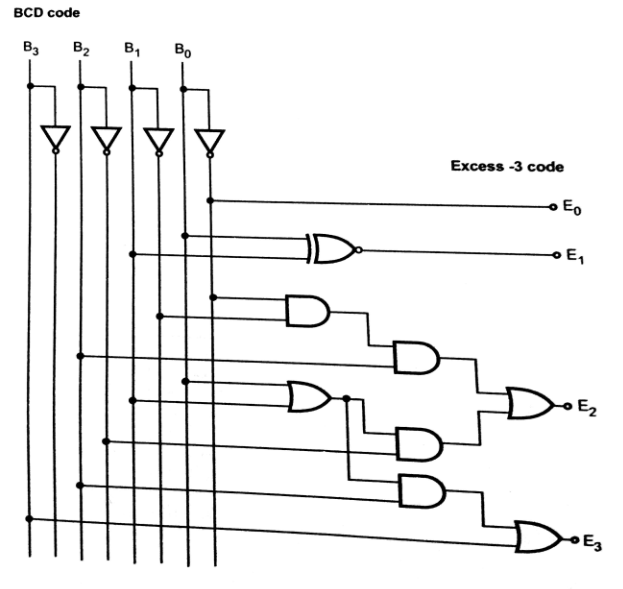 BCD code
B3 B2 B1 B0
Excess -3 code
E0
E1
E2
E3